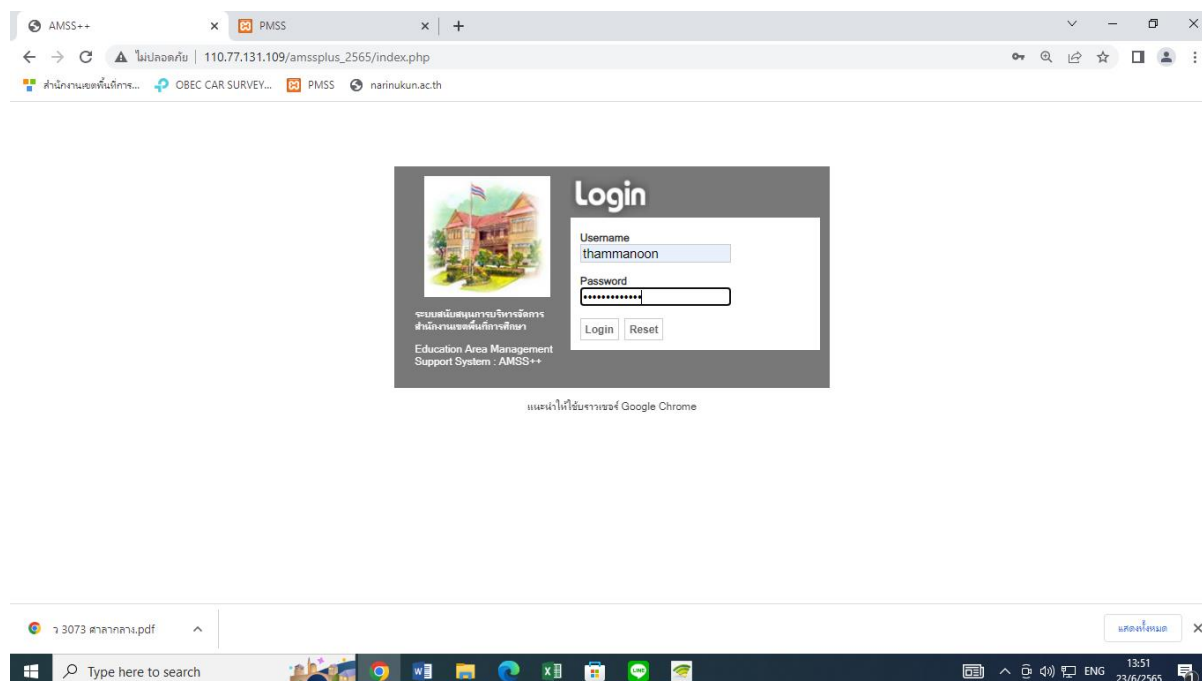 AMSS++
PMSS
ไม่ปลอดภัย | 110.77.131.109/amssplus_2565/index.php
สำนักงานเขตพื้นที่การ...
OBEC CAR SURVEY...
PMSS
narinukun.ac.th
Login
Username
thammanoon
Password
•••••••••••••
Login
Reset
ระบบสนับสนุนการบริหารจัดการ
สำนักงานเขตพื้นที่การศึกษา
Education Area Management
Support System : AMSS++
แนะนำให้ใช้บราวเซอร์ Google Chrome
ว 3073 ศาลากลาง.pdf
แสดงทั้งหมด
Type here to search
ENG
13:51
23/6/2565